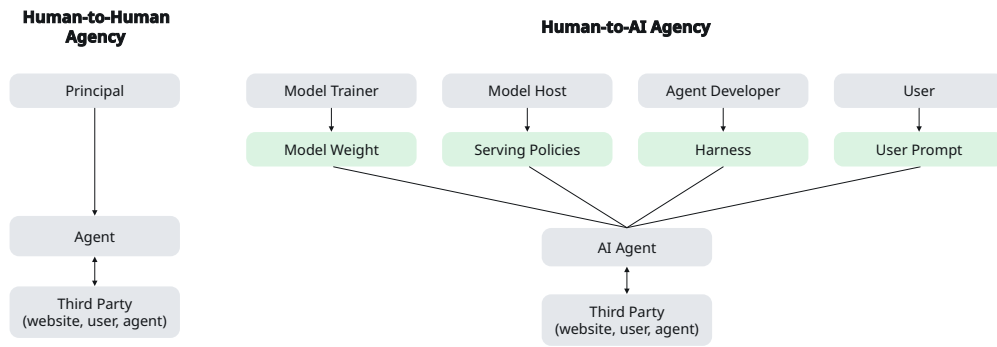 Human-to-Human
Agency
Human-to-AI Agency
Principal
Model Trainer
Model Host
Agent Developer
User
Model Weight
Serving Policies
Harness
User Prompt
Agent
AI Agent
Third Party
(website, user, agent)
Third Party
(website, user, agent)